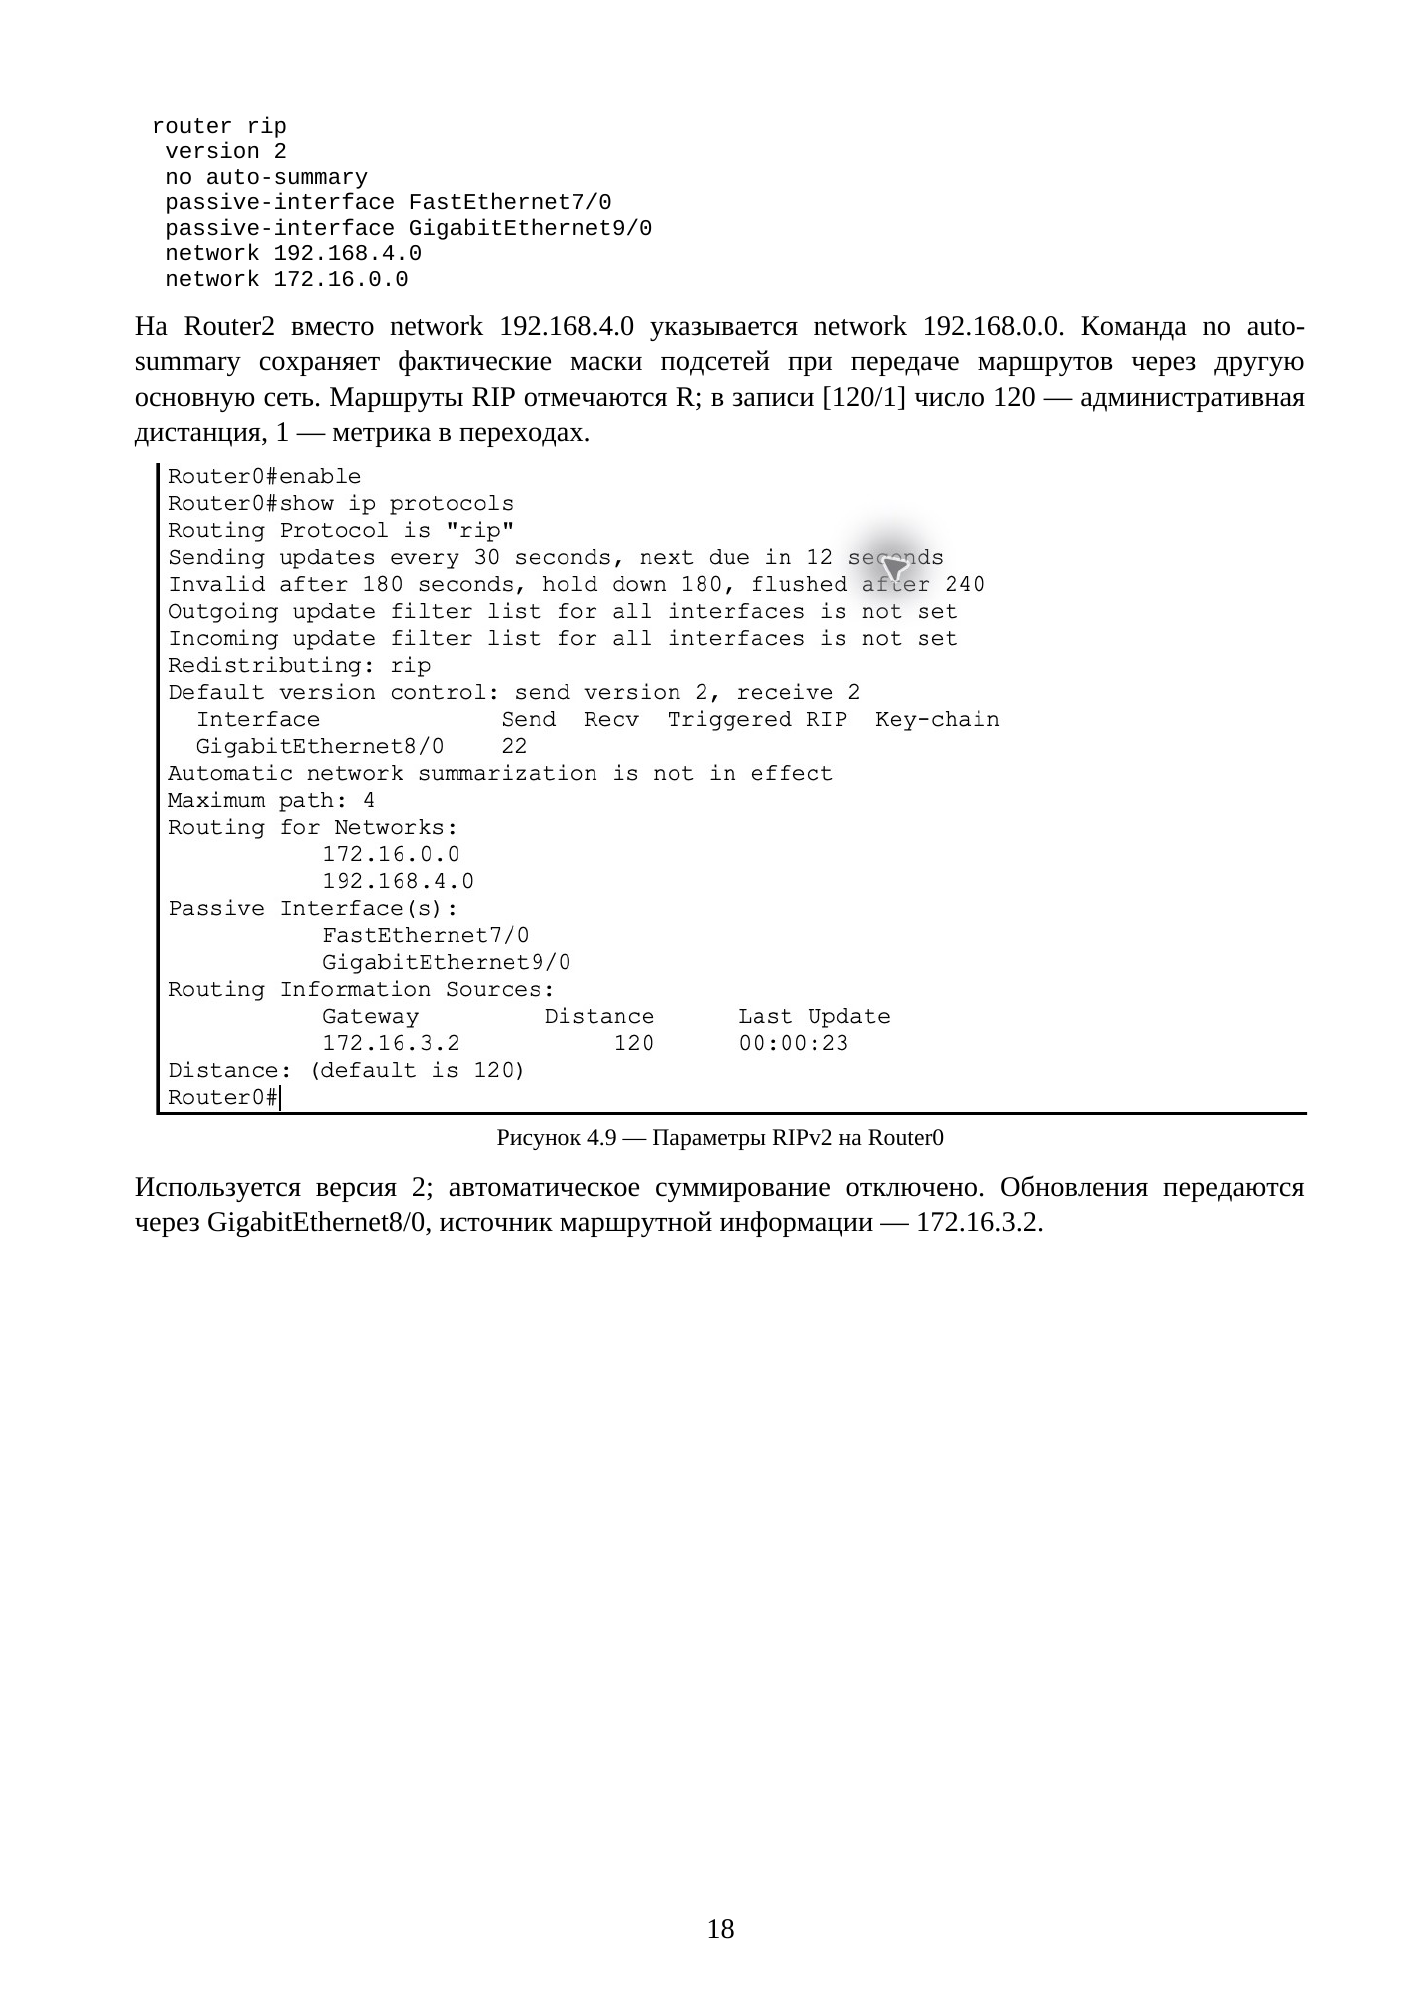 router rip
version 2
no auto-summary
passive-interface FastEthernet7/0
passive-interface GigabitEthernet9/0
network 192.168.4.0
network 172.16.0.0
На Router2 вместо network 192.168.4.0 указывается network 192.168.0.0. Команда no auto-
summary сохраняет фактические маски подсетей при передаче маршрутов через другую
основную сеть. Маршруты RIP отмечаются R; в записи [120/1] число 120 — административная
дистанция, 1 — метрика в переходах.
Router0#enable
Router0#show ip protocols
Routing Protocol is "rip"
Sending updates every 30 seconds, next due in 12 seconds
Invalid after 180 seconds, hold down 180, flushed after 240
Outgoing update filter list for all interfaces is not set
Incoming update filter list for all interfaces is not set
Redistributing: rip
Default version control: send version 2, receive 2
Interface Send Recv Triggered RIP Key-chain
GigabitEthernet8/0 22
Automatic network summarization is not in effect
Maximum path: 4
Routing for Networks:
172.16.0.0
192.168.4.0
Passive Interface(s):
FastEthernet7/0
GigabitEthernet9/0
Routing Information Sources:
Gateway Distance Last Update
172.16.3.2 120 00:00:23
Distance: (default is 120)
Router0#
Рисунок 4.9 — Параметры RIPv2 на Router0
Используется версия 2; автоматическое суммирование отключено. Обновления передаются
через GigabitEthernet8/0, источник маршрутной информации — 172.16.3.2.
18